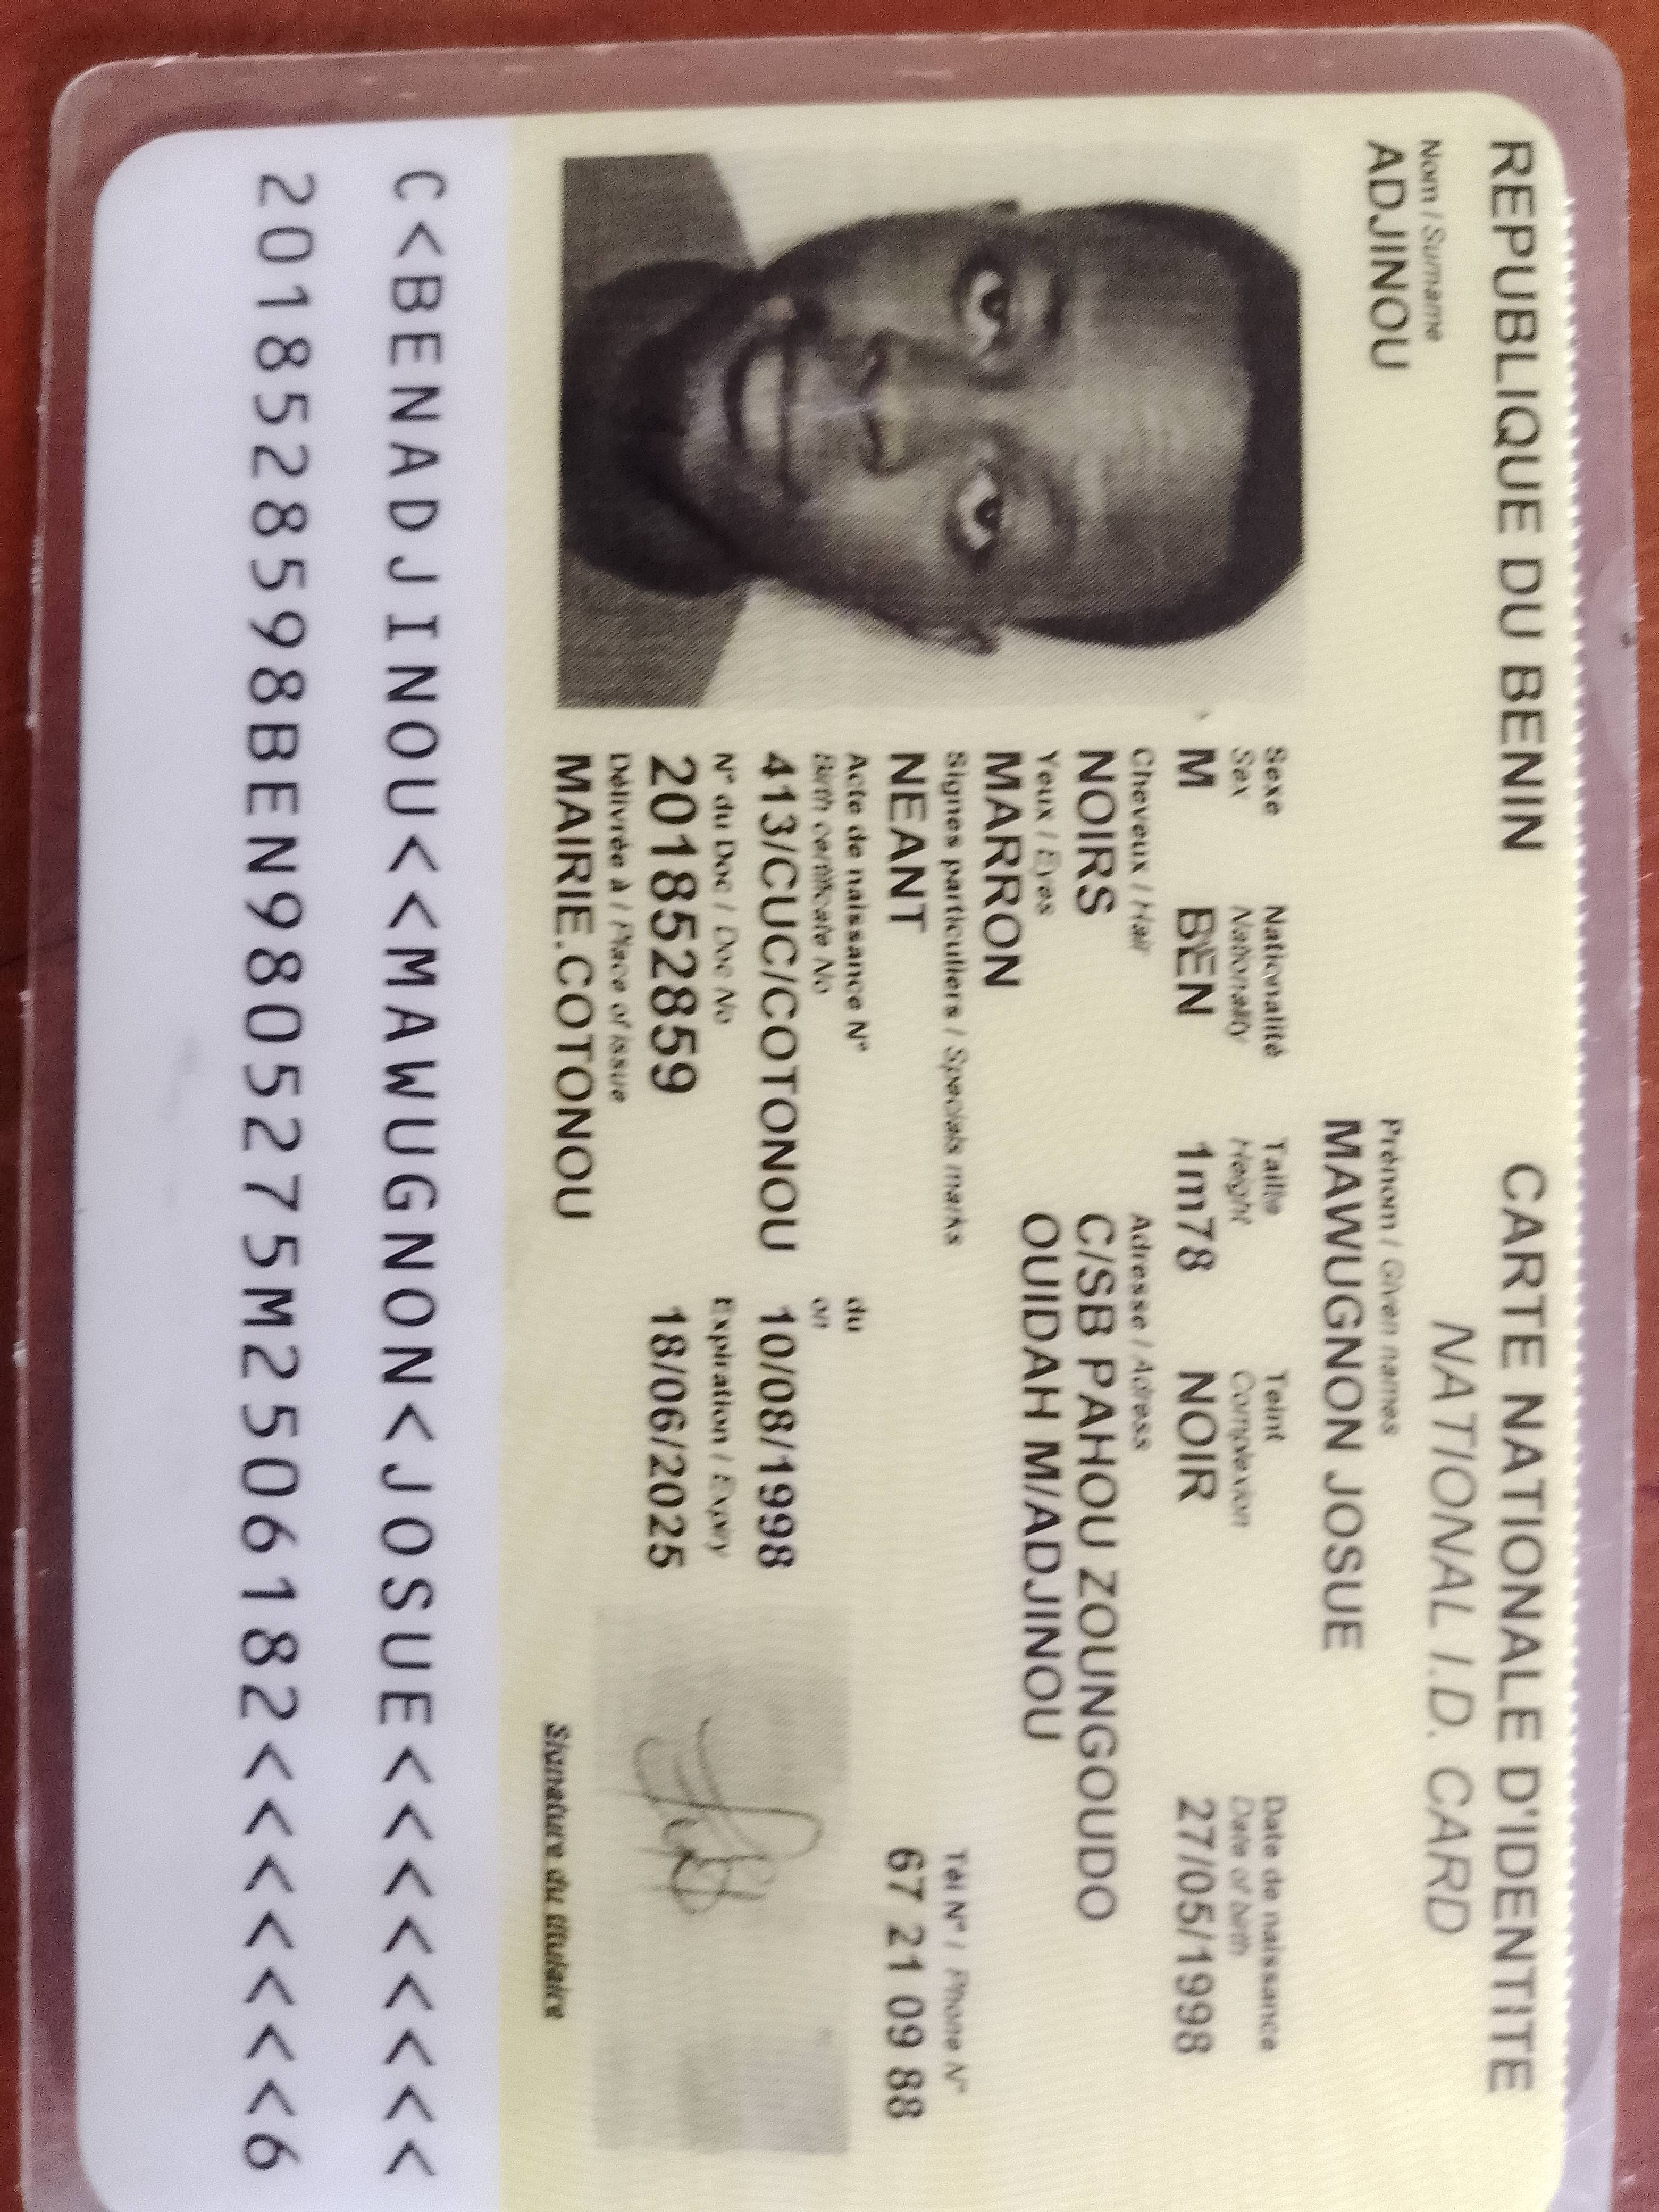 REPUBLIQUE DU BENIN
CARTE NATIONALE D'IDENTITE
NATIONAL I.D. CARD
Nom / Surname
ADJINOU
Prénom / Given names
MAWUGNON JOSUE
Sexe Nationalité Taille Teint Date de naissance
Sex Nationality Height Complexion Date of birth
M BEN 1m78 NOIR 27/05/1998
Cheveux / Hair
NOIRS
Adresse / Adress
C/SB PAHOU ZOUNGOUDO
OUIDAH M/ADJINOU
Yeux / Eyes
MARRON
Signes particuliers / Specials marks
NEANT
Tél N° / Phone N°
67 21 09 88
Acte de naissance N° du
Birth certificate No on
413/CUC/COTONOU 10/08/1998
N° du Doc / Doc No Expiration / Expiry
201852859 18/06/2025
Délivrée à / Place of issue
MAIRIE.COTONOU
Signature du titulaire
C<BENADJINOU<<MAWUGNON<JOSUE<<<<<<<<
2018528598BEN9805275M2506182<<<<<<<6